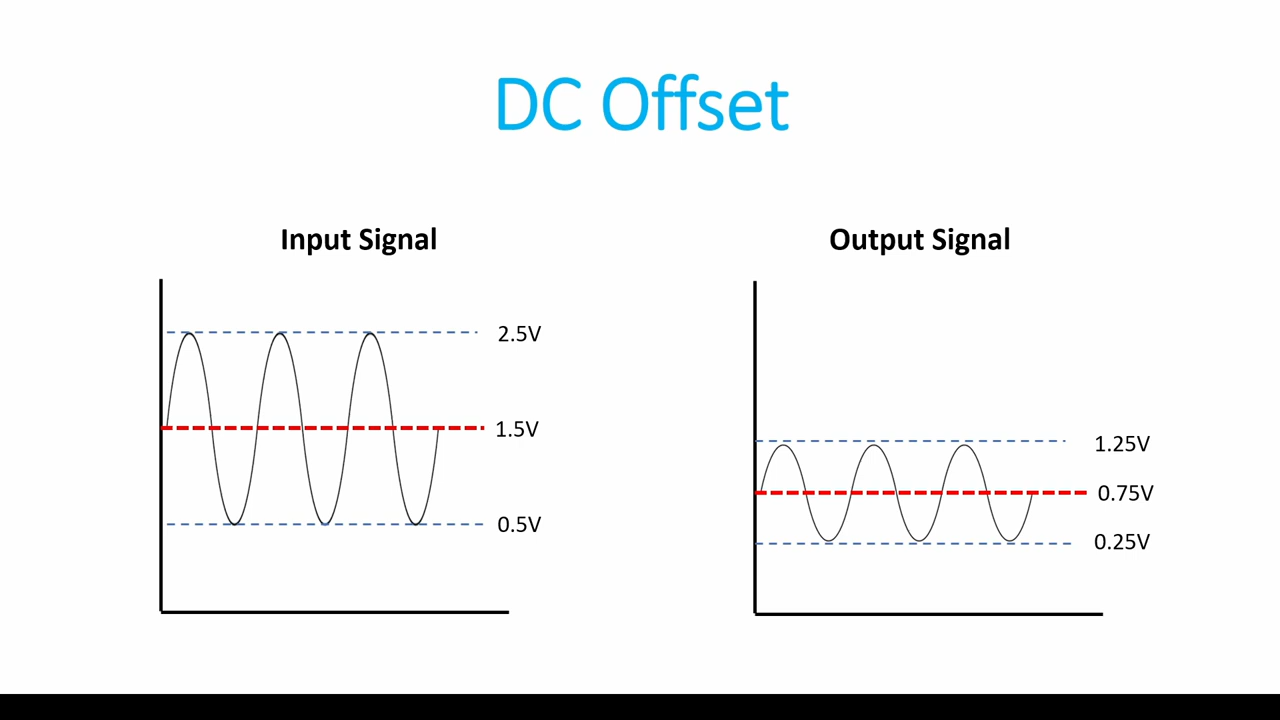 DC Offset
Input Signal
2.5V
1.5V
0.5V
Output Signal
1.25V
0.75V
0.25V